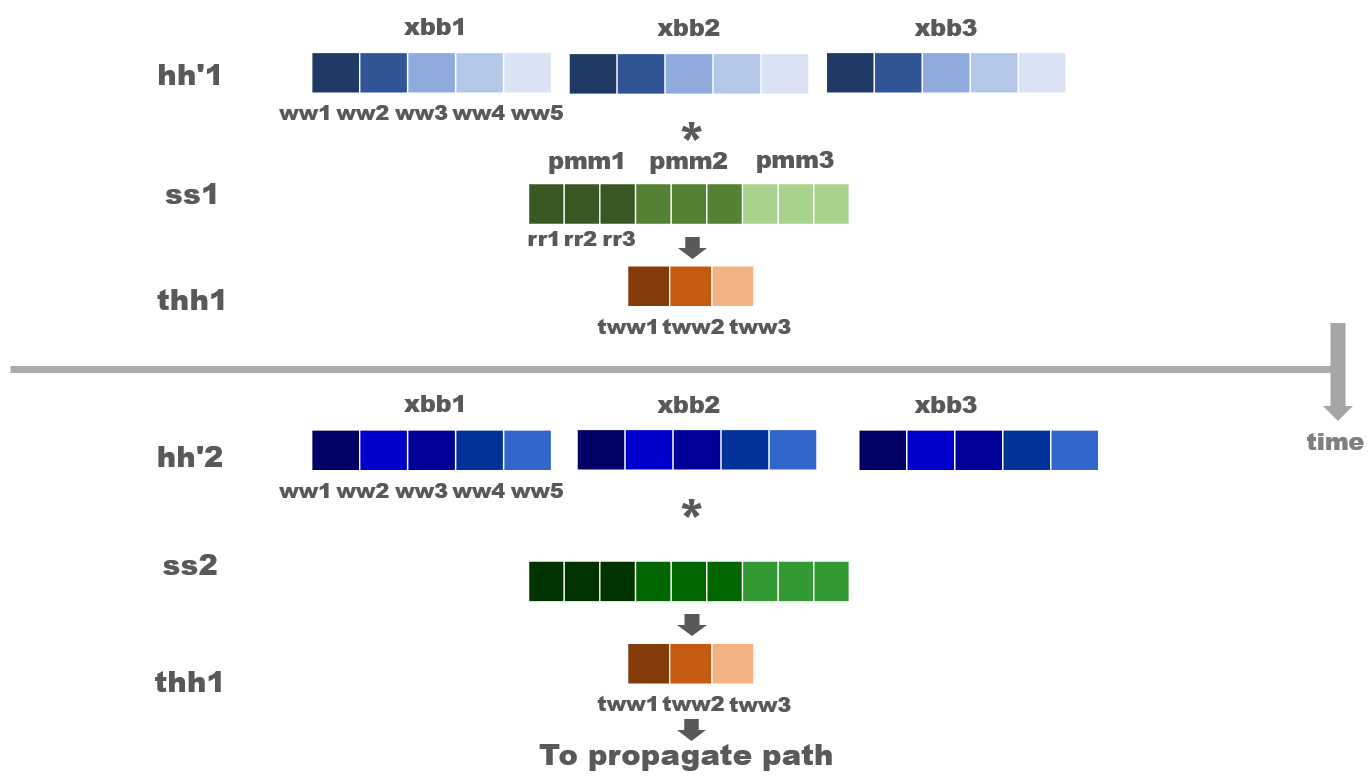 xbb1 xbb2 xbb3
hh'1
ww1 ww2 ww3 ww4 ww5
*
pmm1 pmm2 pmm3
ss1
rr1 rr2 rr3
thh1
tww1 tww2 tww3
xbb1 xbb2 xbb3
time
hh'2
ww1 ww2 ww3 ww4 ww5
*
ss2
thh1
tww1 tww2 tww3
To propagate path